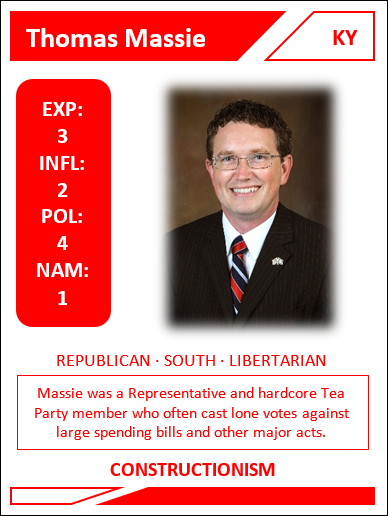 Thomas Massie
KY
EXP:
3
INFL:
2
POL:
4
NAM:
1
REPUBLICAN · SOUTH · LIBERTARIAN
Massie was a Representative and hardcore Tea
Party member who often cast lone votes against
large spending bills and other major acts.
CONSTRUCTIONISM